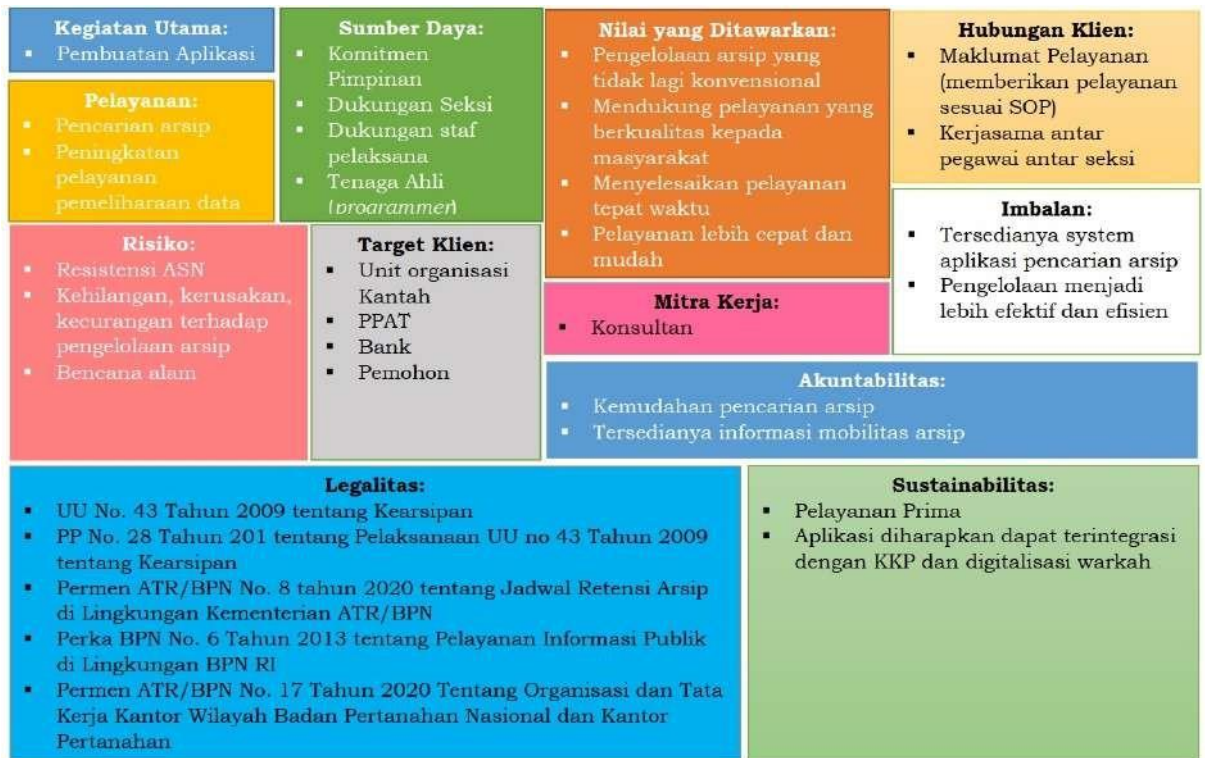 Kegiatan Utama:
▪ Pembuatan Aplikasi
Pelayanan:
▪ Pencarian arsip
▪ Peningkatan
pelayanan
pemeliharaan data
Sumber Daya:
▪ Komitmen
Pimpinan
▪ Dukungan Seksi
▪ Dukungan staf
pelaksana
▪ Tenaga Ahli
(programmer)
Nilai yang Ditawarkan:
▪ Pengelolaan arsip yang
tidak lagi konvensional
▪ Mendukung pelayanan yang
berkualitas kepada
masyarakat
▪ Menyelesaikan pelayanan
tepat waktu
▪ Pelayanan lebih cepat dan
mudah
Hubungan Klien:
▪ Maklumat Pelayanan
(memberikan pelayanan
sesuai SOP)
▪ Kerjasama antar
pegawai antar seksi
Imbalan:
▪ Tersedianya system
aplikasi pencarian arsip
▪ Pengelolaan menjadi
lebih efektif dan efisien
Risiko:
▪ Resistensi ASN
▪ Kehilangan, kerusakan,
kecurangan terhadap
pengelolaan arsip
▪ Bencana alam
Target Klien:
▪ Unit organisasi
Kantah
▪ PPAT
▪ Bank
▪ Pemohon
Mitra Kerja:
▪ Konsultan
Akuntabilitas:
▪ Kemudahan pencarian arsip
▪ Tersedianya informasi mobilitas arsip
Legalitas:
▪ UU No. 43 Tahun 2009 tentang Kearsipan
▪ PP No. 28 Tahun 201 tentang Pelaksanaan UU no 43 Tahun 2009
tentang Kearsipan
▪ Permen ATR/BPN No. 8 tahun 2020 tentang Jadwal Retensi Arsip
di Lingkungan Kementerian ATR/BPN
▪ Perka BPN No. 6 Tahun 2013 tentang Pelayanan Informasi Publik
di Lingkungan BPN RI
▪ Permen ATR/BPN No. 17 Tahun 2020 Tentang Organisasi dan Tata
Kerja Kantor Wilayah Badan Pertanahan Nasional dan Kantor
Pertanahan
Sustainabilitas:
▪ Pelayanan Prima
▪ Aplikasi diharapkan dapat terintegrasi
dengan KKP dan digitalisasi warkah